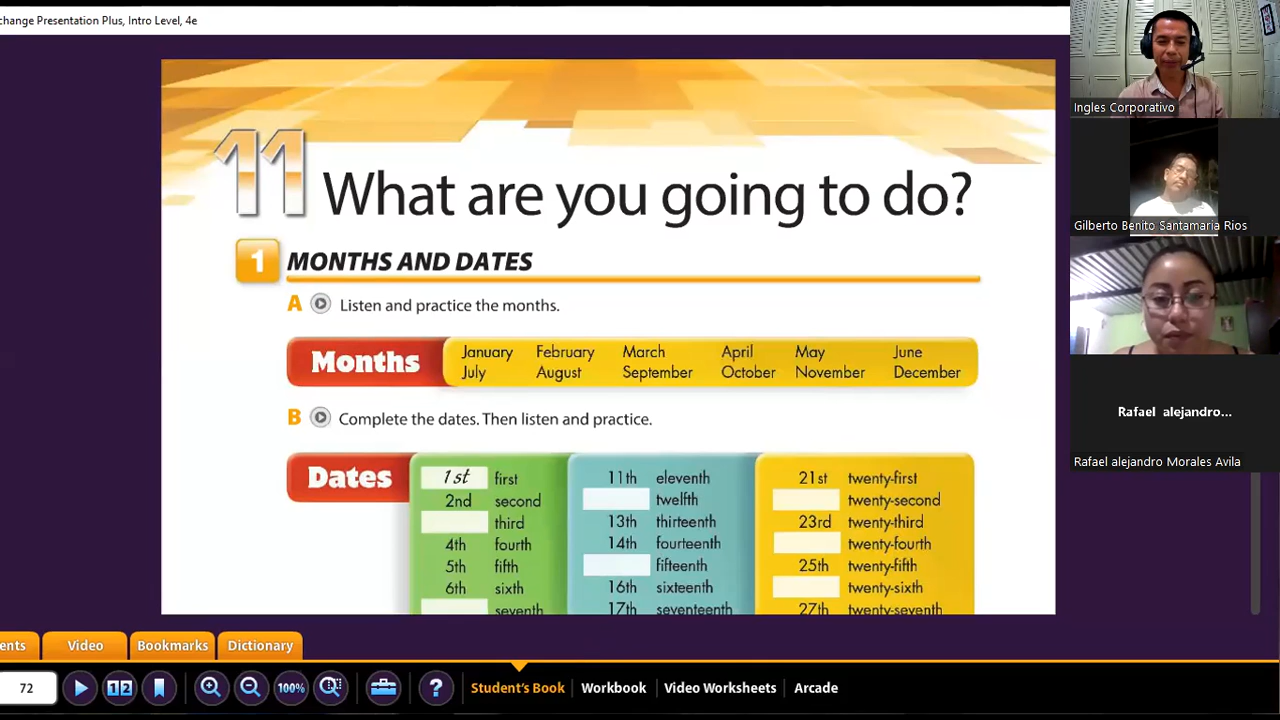 change Presentation Plus, Intro Level, 4e
11
What are you going to do?
1 MONTHS AND DATES
A Listen and practice the months.
Months
January February March April May June
July August September October November December
B Complete the dates. Then listen and practice.
Dates
1st first 11th eleventh 21st twenty-first
2nd second twelfth twenty-second
third 13th thirteenth 23rd twenty-third
4th fourth 14th fourteenth twenty-fourth
5th fifth fifteenth 25th twenty-fifth
6th sixth 16th sixteenth twenty-sixth
seventh 17th seventeenth 27th twenty-seventh
Ingles Corporativo
Gilberto Benito Santamaria Rios
Rafael alejandro...
Rafael alejandro Morales Avila
ents Video Bookmarks Dictionary
72 12 100% ? Student's Book Workbook Video Worksheets Arcade